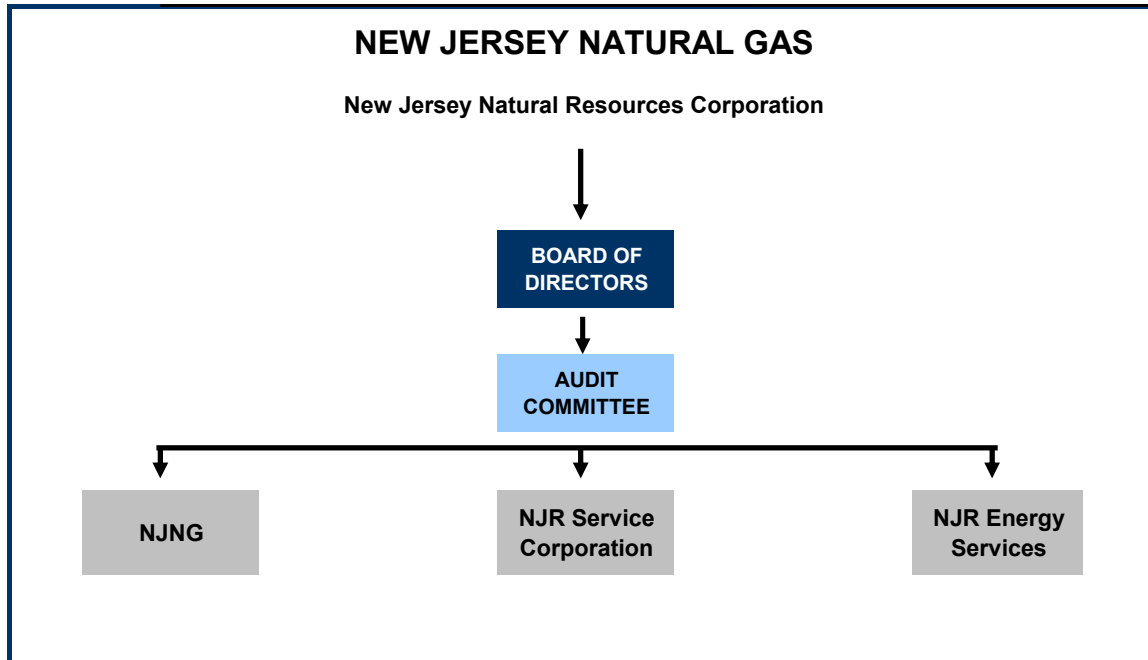 NEW JERSEY NATURAL GAS
New Jersey Natural Resources Corporation
BOARD OF
DIRECTORS
AUDIT
COMMITTEE
NJNG
NJR Service
Corporation
NJR Energy
Services